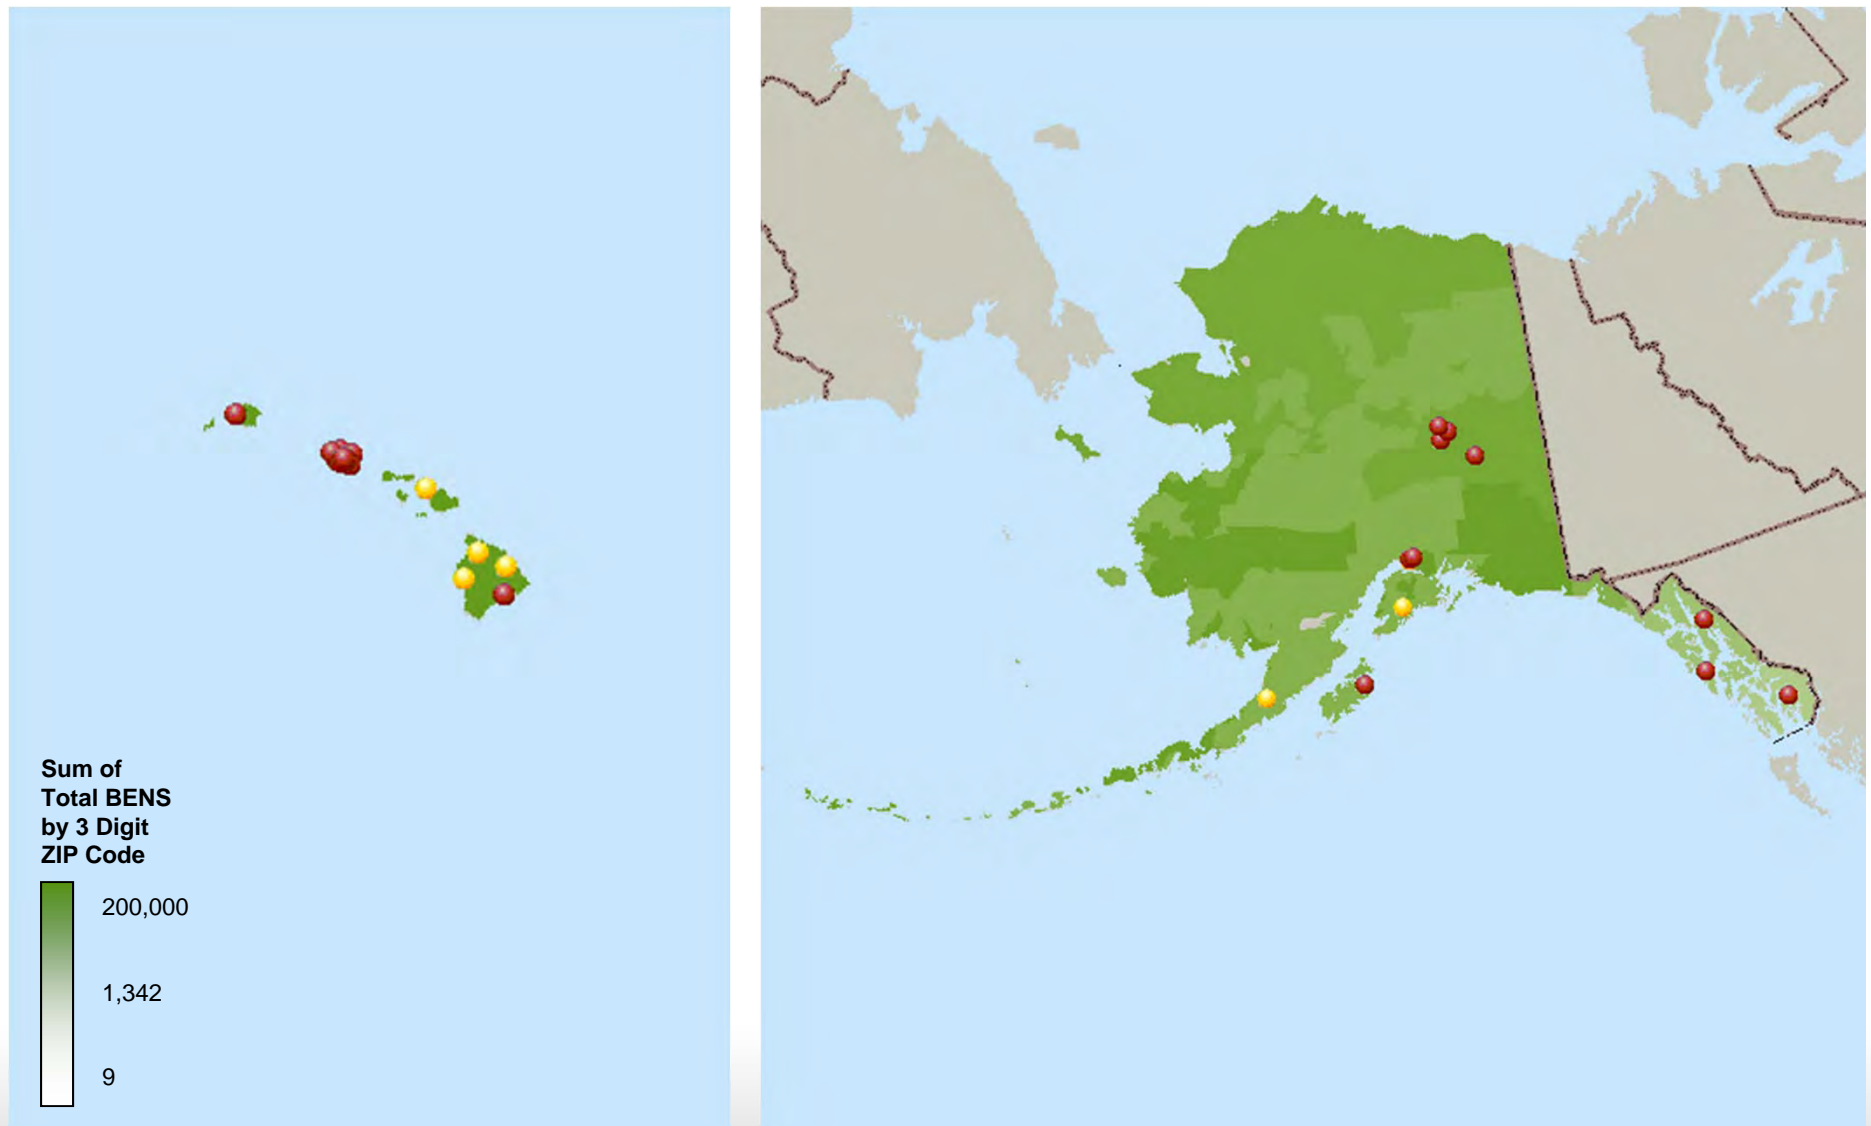 Sum of
Total BENS
by 3 Digit
ZIP Code
200,000
1,342
9